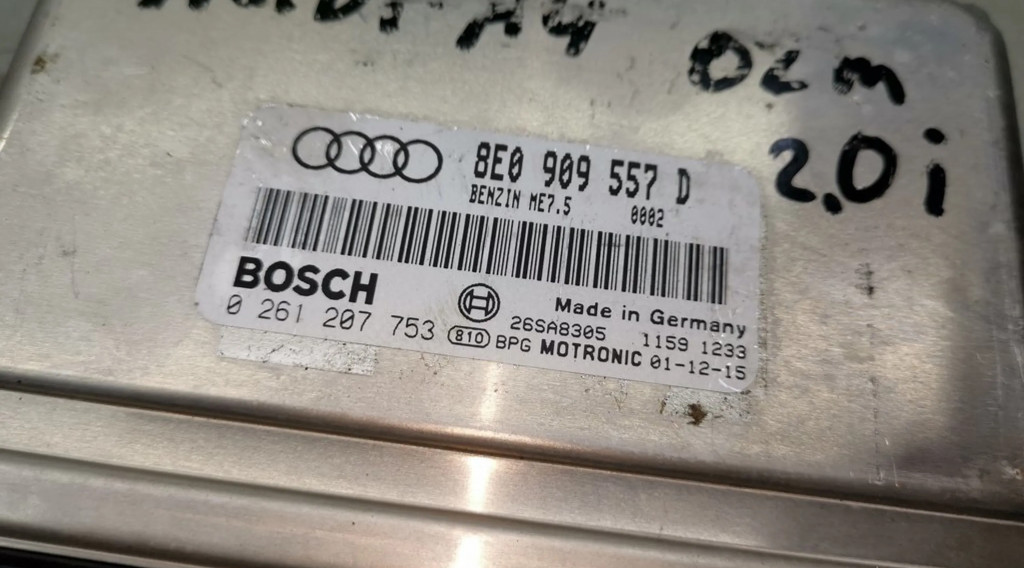 AUDI A4
02m
2,0i
8E0 909 557 D
BENZIN ME7.5 0002
BOSCH
Made in Germany
0 261 207 753
810
26SA8305 1159 1233
BPG MOTRONIC 01-12-15